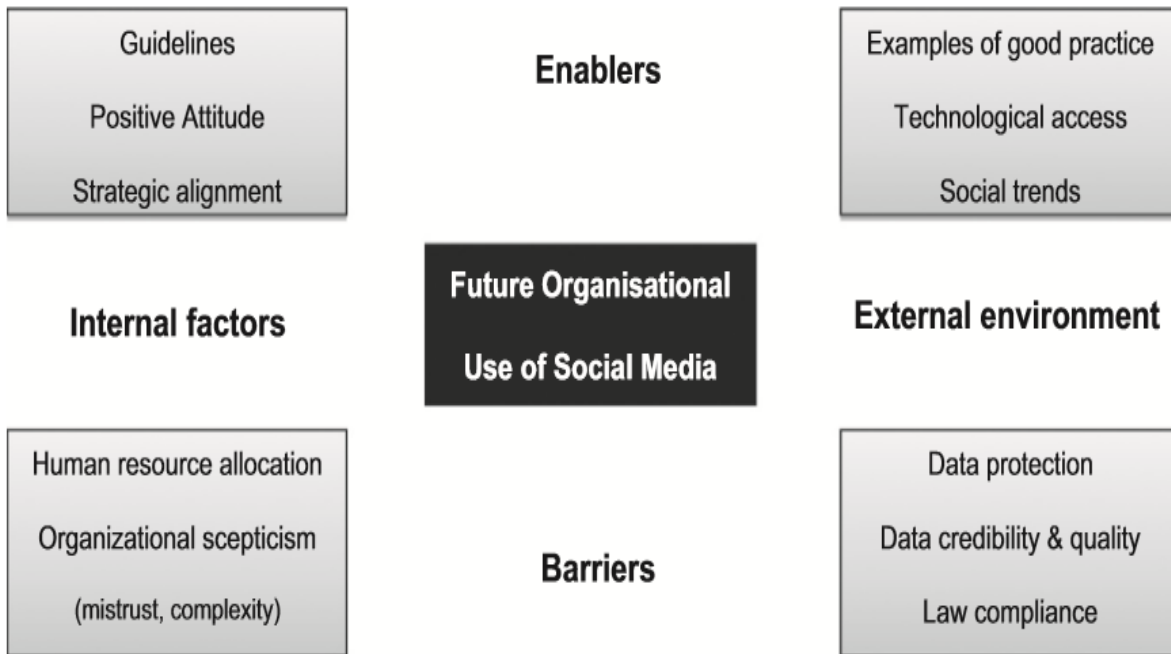 Guidelines
Positive Attitude
Strategic alignment
Enablers
Examples of good practice
Technological access
Social trends
Internal factors
Future Organisational
Use of Social Media
External environment
Human resource allocation
Organizational scepticism
(mistrust, complexity)
Barriers
Data protection
Data credibility & quality
Law compliance